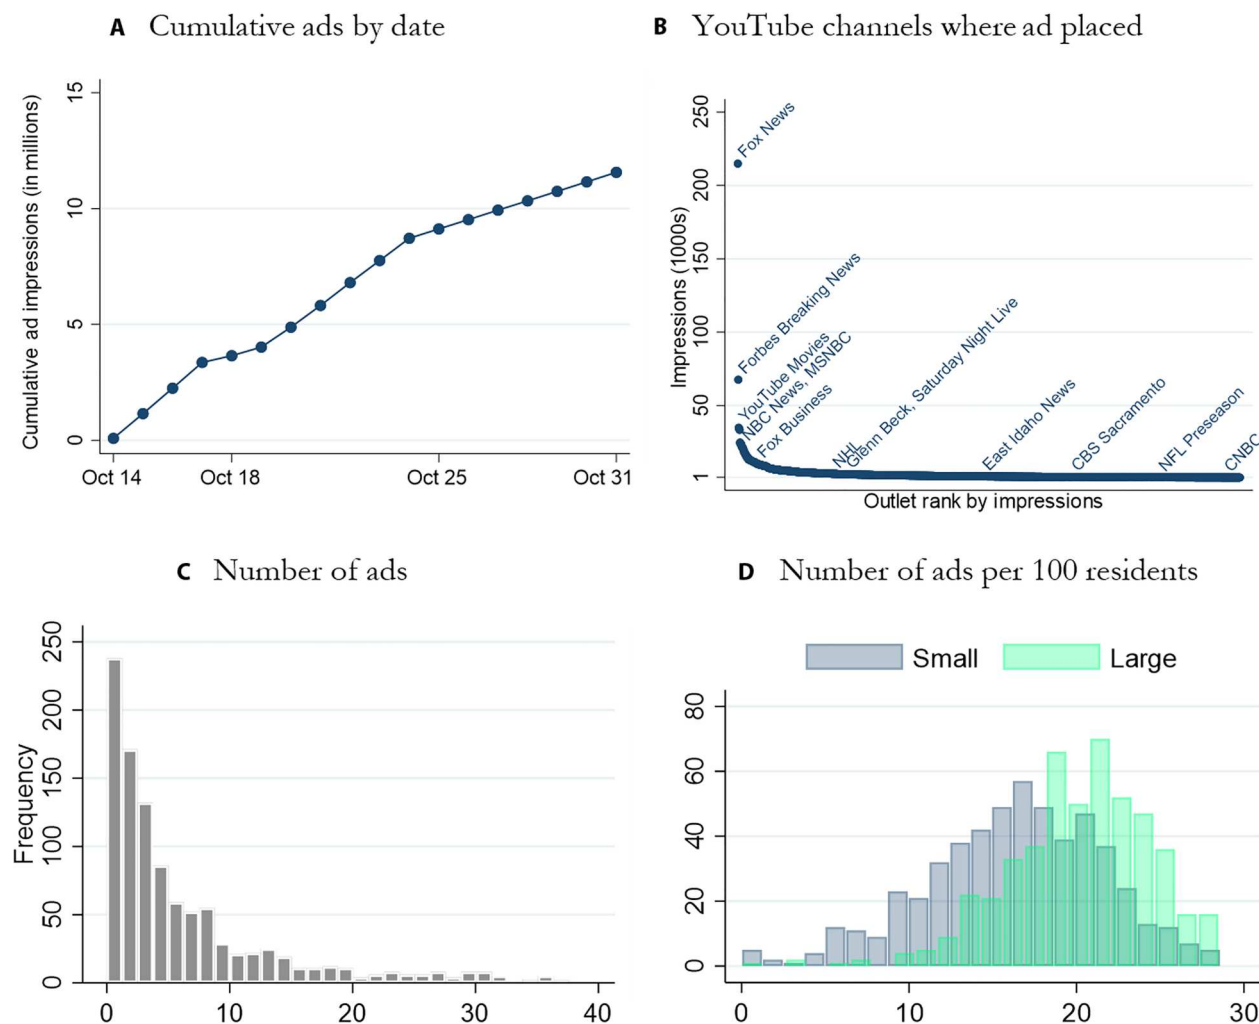 A Cumulative ads by date
Cumulative ad impressions (in millions)
15
10
5
0
Oct 14 Oct 18 Oct 25 Oct 31
B YouTube channels where ad placed
Impressions (1000s)
250
200
150
100
50
1
Fox News
Forbes Breaking News
YouTube Movies
NBC News, MSNBC
Fox Business
NHL
Glenn Beck, Saturday Night Live
East Idaho News
CBS Sacramento
NFL Preseason
CNBC
Outlet rank by impressions
C Number of ads
Frequency
250
200
150
100
50
0
0 10 20 30 40
D Number of ads per 100 residents
Small Large
80
60
40
20
0
0 10 20 30